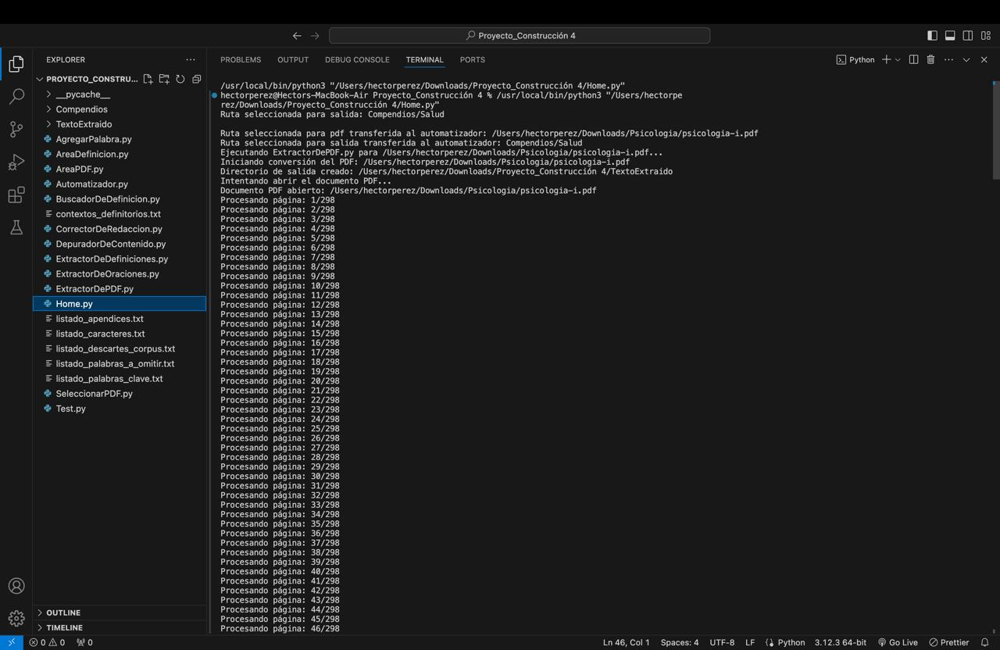 Proyecto_Construcción 4
EXPLORER
PROYECTO_CONSTRU...
__pycache__
Compendios
TextoExtraido
AgregarPalabra.py
AreaDefinicion.py
AreaPDF.py
Automatizador.py
BuscadorDeDefinicion.py
contextos_definitorios.txt
CorrectorDeRedaccion.py
DepuradorDeContenido.py
ExtractorDeDefiniciones.py
ExtractorDeOraciones.py
ExtractorDePDF.py
Home.py
listado_apendices.txt
listado_caracteres.txt
listado_descartes_corpus.txt
listado_palabras_a_omitir.txt
listado_palabras_clave.txt
SeleccionarPDF.py
Test.py
OUTLINE
TIMELINE
PROBLEMS OUTPUT DEBUG CONSOLE TERMINAL PORTS
Python
/usr/local/bin/python3 "/Users/hectorperez/Downloads/Proyecto_Construcción 4/Home.py"
hectorperez@Hectors-MacBook-Air Proyecto_Construcción 4 % /usr/local/bin/python3 "/Users/hectorpe
rez/Downloads/Proyecto_Construcción 4/Home.py"
Ruta seleccionada para salida: Compendios/Salud
Ruta seleccionada para pdf transferida al automatizador: /Users/hectorperez/Downloads/Psicologia/psicologia-i.pdf
Ruta seleccionada para salida transferida al automatizador: Compendios/Salud
Ejecutando ExtractorDePDF.py para /Users/hectorperez/Downloads/Psicologia/psicologia-i.pdf...
Iniciando conversión del PDF: /Users/hectorperez/Downloads/Psicologia/psicologia-i.pdf
Directorio de salida creado: /Users/hectorperez/Downloads/Proyecto_Construcción 4/TextoExtraido
Intentando abrir el documento PDF...
Documento PDF abierto: /Users/hectorperez/Downloads/Psicologia/psicologia-i.pdf
Procesando página: 1/298
Procesando página: 2/298
Procesando página: 3/298
Procesando página: 4/298
Procesando página: 5/298
Procesando página: 6/298
Procesando página: 7/298
Procesando página: 8/298
Procesando página: 9/298
Procesando página: 10/298
Procesando página: 11/298
Procesando página: 12/298
Procesando página: 13/298
Procesando página: 14/298
Procesando página: 15/298
Procesando página: 16/298
Procesando página: 17/298
Procesando página: 18/298
Procesando página: 19/298
Procesando página: 20/298
Procesando página: 21/298
Procesando página: 22/298
Procesando página: 23/298
Procesando página: 24/298
Procesando página: 25/298
Procesando página: 26/298
Procesando página: 27/298
Procesando página: 28/298
Procesando página: 29/298
Procesando página: 30/298
Procesando página: 31/298
Procesando página: 32/298
Procesando página: 33/298
Procesando página: 34/298
Procesando página: 35/298
Procesando página: 36/298
Procesando página: 37/298
Procesando página: 38/298
Procesando página: 39/298
Procesando página: 40/298
Procesando página: 41/298
Procesando página: 42/298
Procesando página: 43/298
Procesando página: 44/298
Procesando página: 45/298
Procesando página: 46/298
0 0 0 Ln 46, Col 1 Spaces: 4 UTF-8 LF Python 3.12.3 64-bit Go Live Prettier